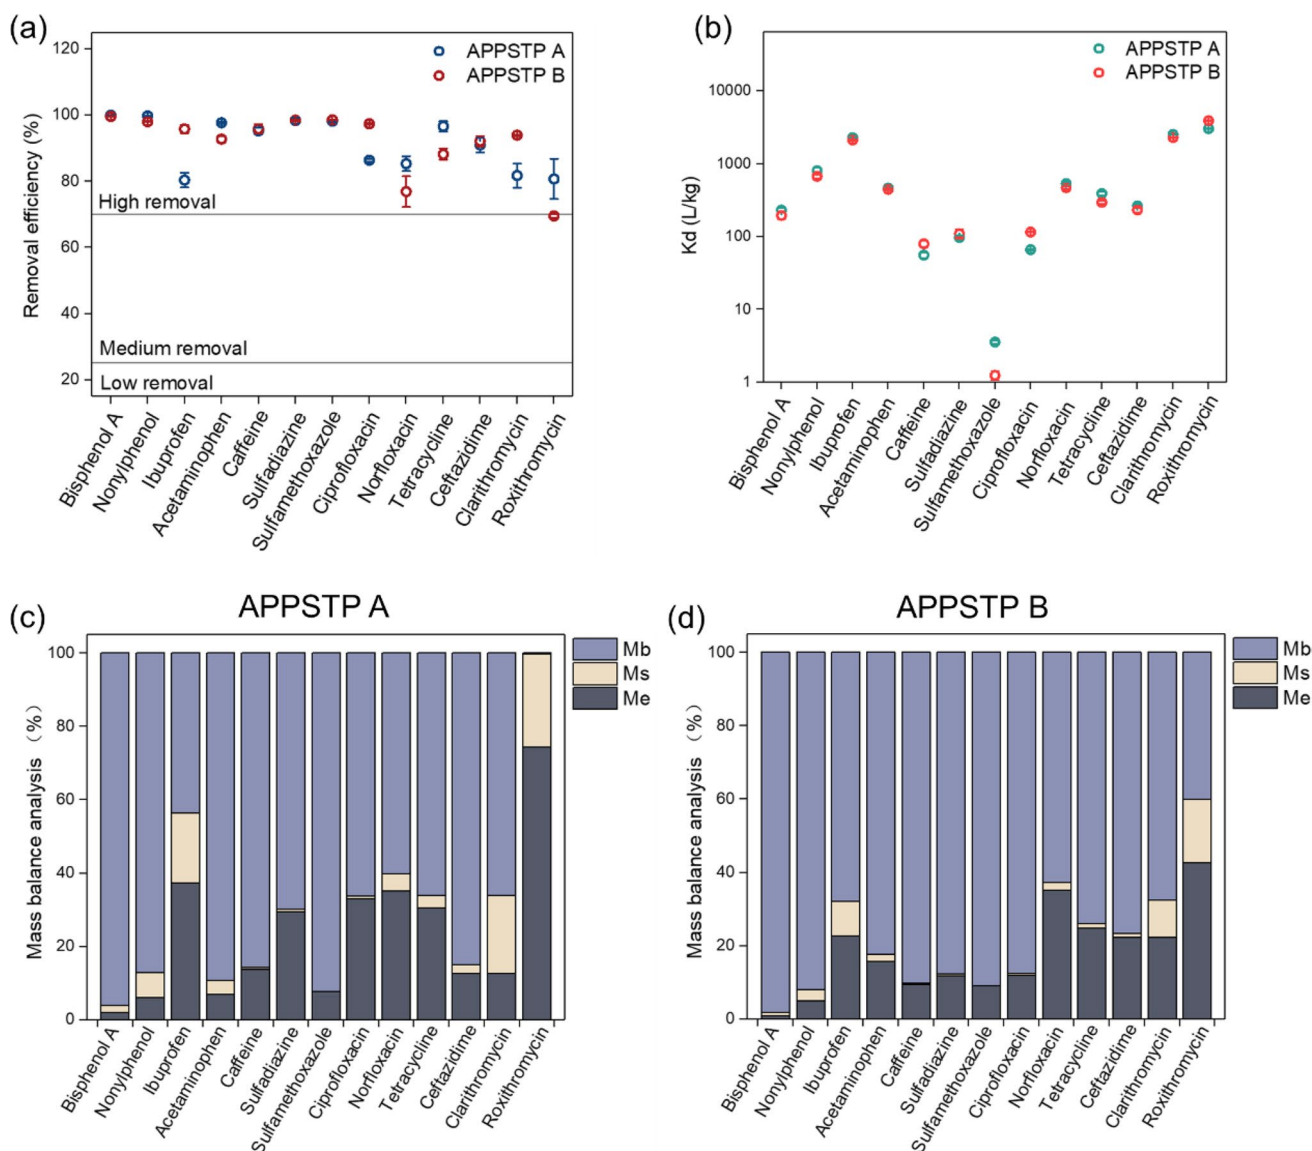 (a)
120
100
80
60
40
20
Removal efficiency (%)
APPSTP A
APPSTP B
High removal
Medium removal
Low removal
Bisphenol A
Nonylphenol
Ibuprofen
Acetaminophen
Caffeine
Sulfadiazine
Sulfamethoxazole
Ciprofloxacin
Norfloxacin
Tetracycline
Ceftazidime
Clarithromycin
Roxithromycin
(b)
10000
1000
100
10
1
Kd (L/kg)
APPSTP A
APPSTP B
Bisphenol A
Nonylphenol
Ibuprofen
Acetaminophen
Caffeine
Sulfadiazine
Sulfamethoxazole
Ciprofloxacin
Norfloxacin
Tetracycline
Ceftazidime
Clarithromycin
Roxithromycin
(c)
APPSTP A
100
80
60
40
20
0
Mass balance analysis （%）
Mb
Ms
Me
Bisphenol A
Nonylphenol
Ibuprofen
Acetaminophen
Caffeine
Sulfadiazine
Sulfamethoxazole
Ciprofloxacin
Norfloxacin
Tetracycline
Ceftazidime
Clarithromycin
Roxithromycin
(d)
APPSTP B
100
80
60
40
20
0
Mass balance analysis （%）
Mb
Ms
Me
Bisphenol A
Nonylphenol
Ibuprofen
Acetaminophen
Caffeine
Sulfadiazine
Sulfamethoxazole
Ciprofloxacin
Norfloxacin
Tetracycline
Ceftazidime
Clarithromycin
Roxithromycin